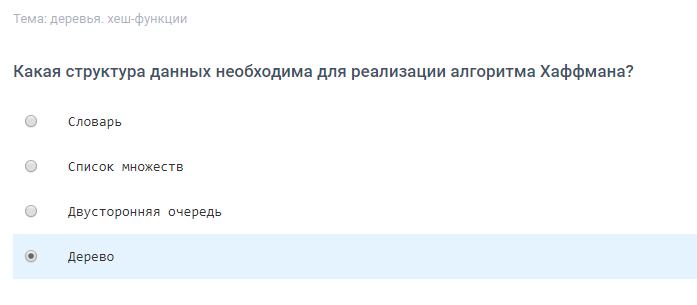 Тема: деревья. хеш-функции
Какая структура данных необходима для реализации алгоритма Хаффмана?
Словарь
Список множеств
Двусторонняя очередь
Дерево